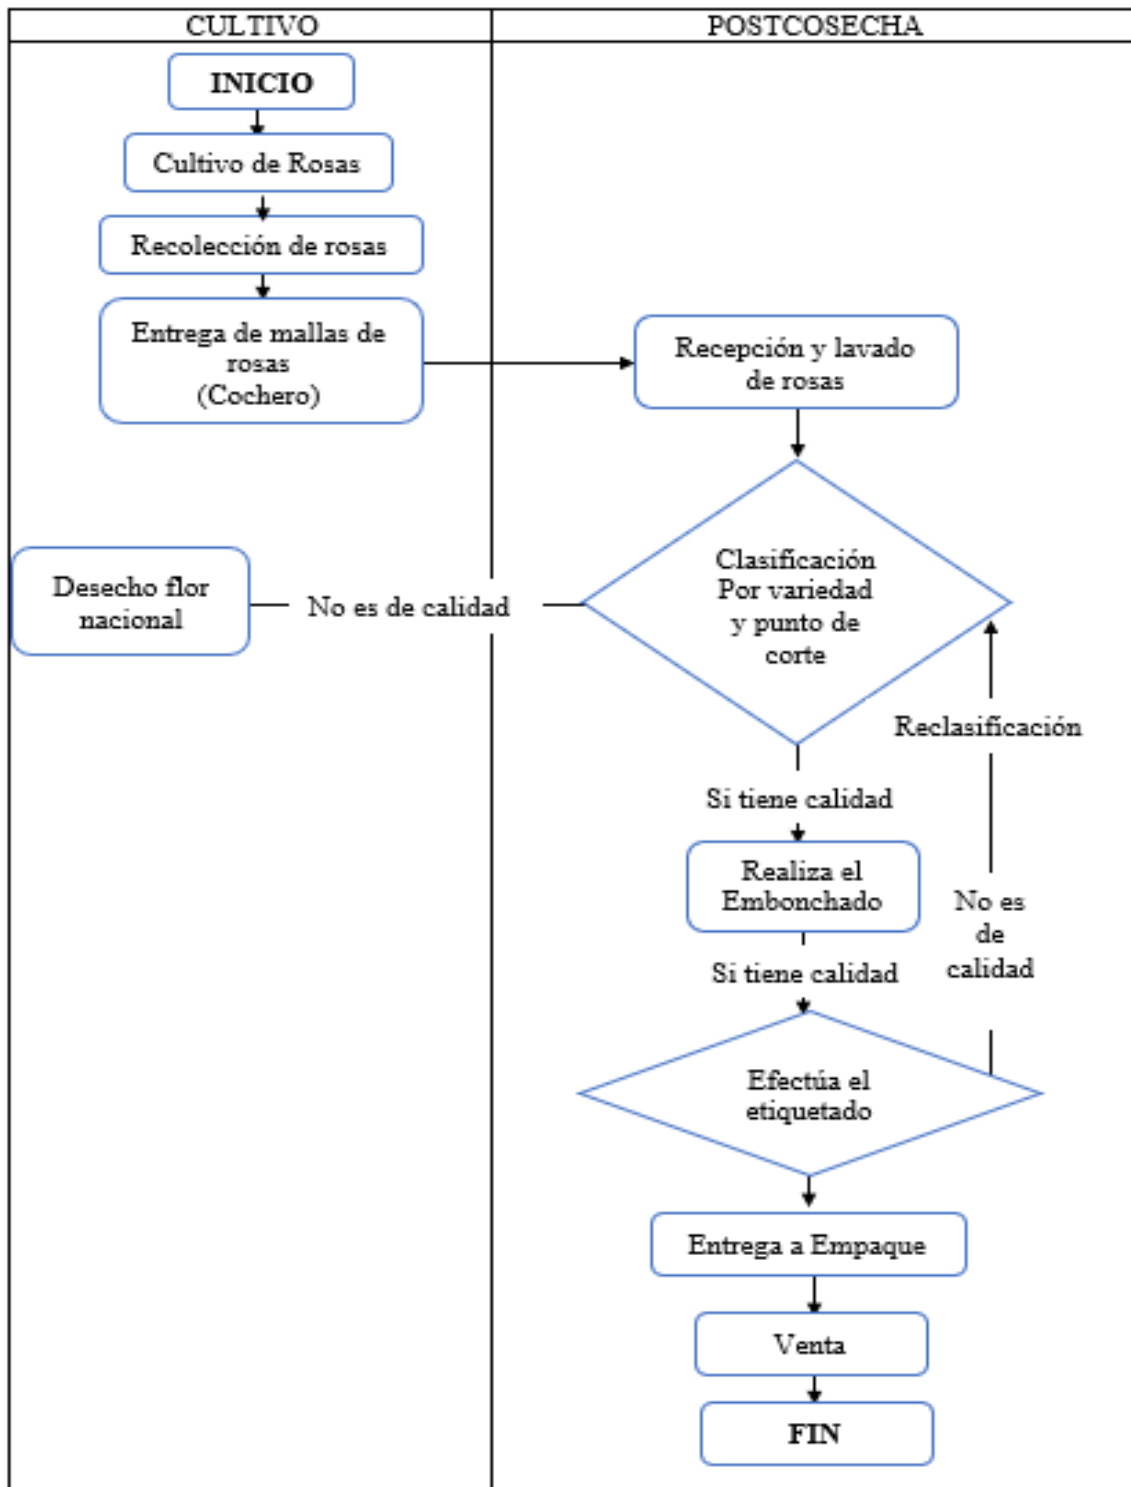 CULTIVO
POSTCOSECHA
INICIO
Cultivo de Rosas
Recolección de rosas
Entrega de mallas de
rosas
(Cochero)
Recepción y lavado
de rosas
Clasificación
Por variedad
y punto de
corte
No es de calidad
Desecho flor
nacional
Reclasificación
Si tiene calidad
Realiza el
Embonchado
No es
de
calidad
Si tiene calidad
Efectúa el
etiquetado
Entrega a Empaque
Venta
FIN